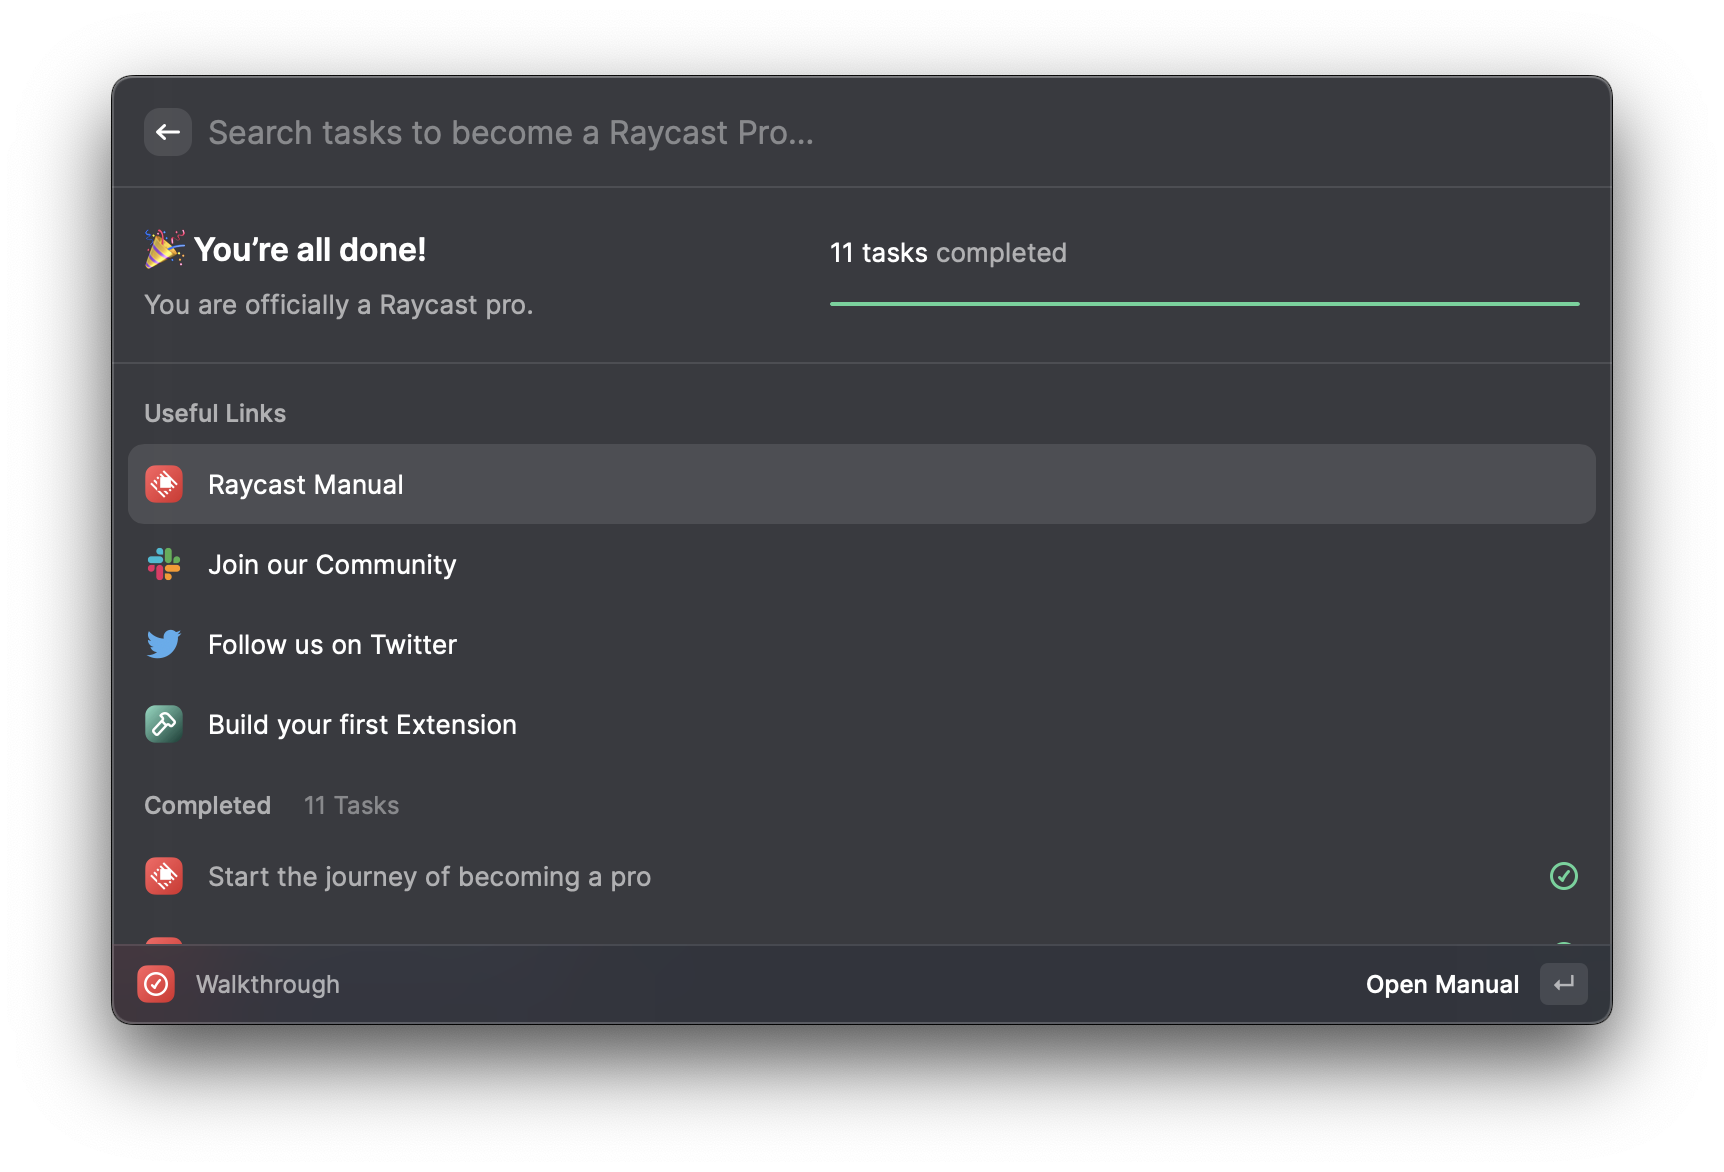 Search tasks to become a Raycast Pro...
🎉 You’re all done!
You are officially a Raycast pro.
11 tasks completed
Useful Links
Raycast Manual
Join our Community
Follow us on Twitter
Build your first Extension
Completed 11 Tasks
Start the journey of becoming a pro
Walkthrough
Open Manual